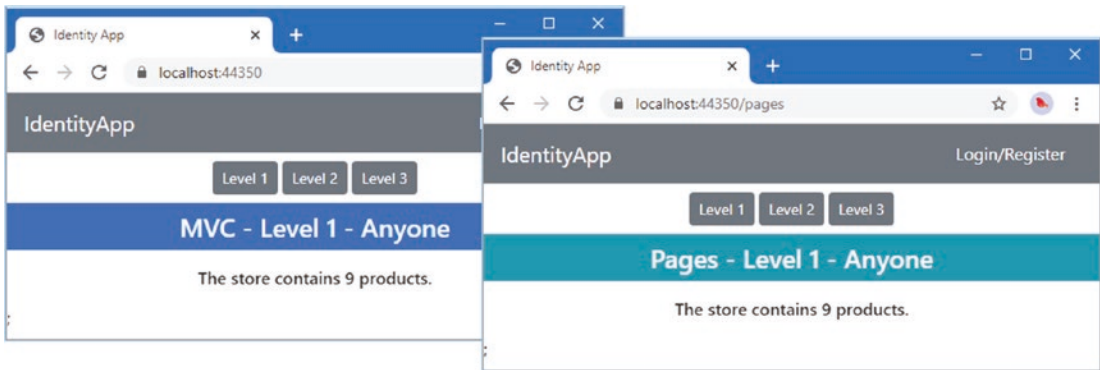 Identity App
localhost:44350
IdentityApp
Level 1 Level 2 Level 3
MVC - Level 1 - Anyone
The store contains 9 products.
;
Identity App
localhost:44350/pages
IdentityApp Login/Register
Level 1 Level 2 Level 3
Pages - Level 1 - Anyone
The store contains 9 products.
;